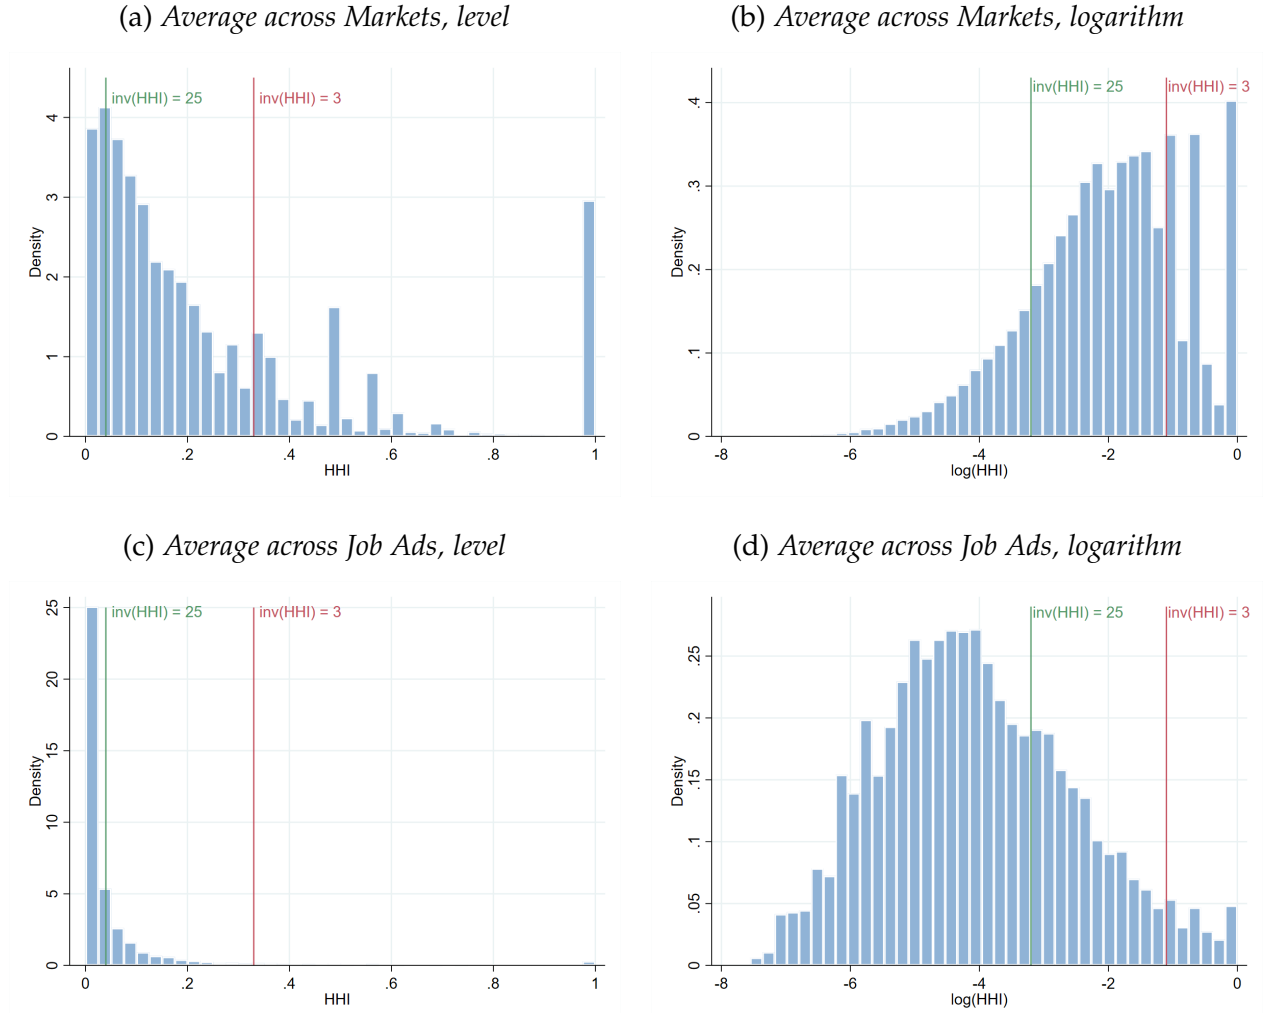 (a) Average across Markets, level
inv(HHI) = 25
inv(HHI) = 3
Density
4
3
2
1
0
0 .2 .4 .6 .8 1
HHI
(b) Average across Markets, logarithm
inv(HHI) = 25
inv(HHI) = 3
Density
.4
.3
.2
.1
0
-8 -6 -4 -2 0
log(HHI)
(c) Average across Job Ads, level
inv(HHI) = 25
inv(HHI) = 3
Density
25
20
15
10
5
0
0 .2 .4 .6 .8 1
HHI
(d) Average across Job Ads, logarithm
inv(HHI) = 25
inv(HHI) = 3
Density
.25
.2
.15
.1
.05
0
-8 -6 -4 -2 0
log(HHI)